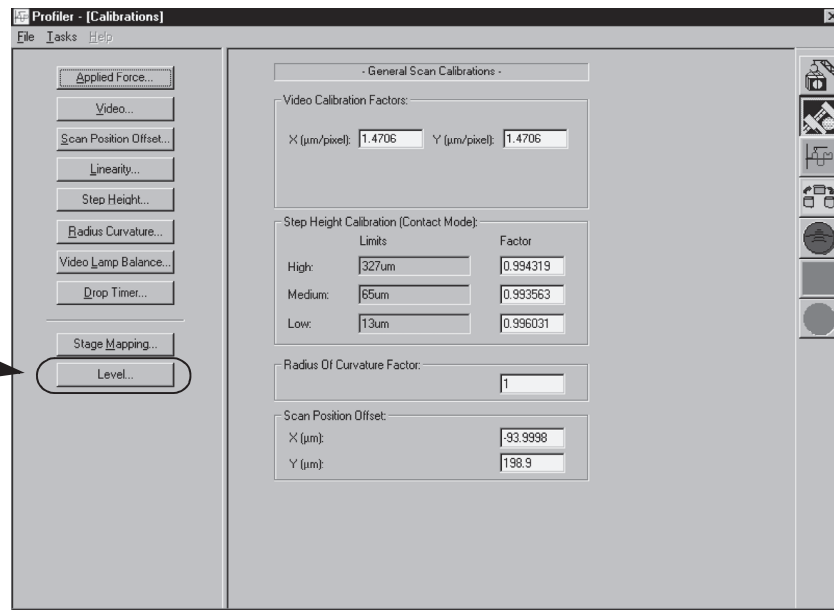 Profiler - [Calibrations]
File Tasks Help
Applied Force...
Video...
Scan Position Offset...
Linearity...
Step Height...
Radius Curvature...
Video Lamp Balance...
Drop Timer...
Stage Mapping...
Level...
- General Scan Calibrations -
Video Calibration Factors:
X (µm/pixel): 1.4706 Y (µm/pixel): 1.4706
Step Height Calibration (Contact Mode):
Limits Factor
High: 327um 0.994319
Medium: 65um 0.993563
Low: 13um 0.996031
Radius Of Curvature Factor:
1
Scan Position Offset:
X (µm): -93.9998
Y (µm): 198.9